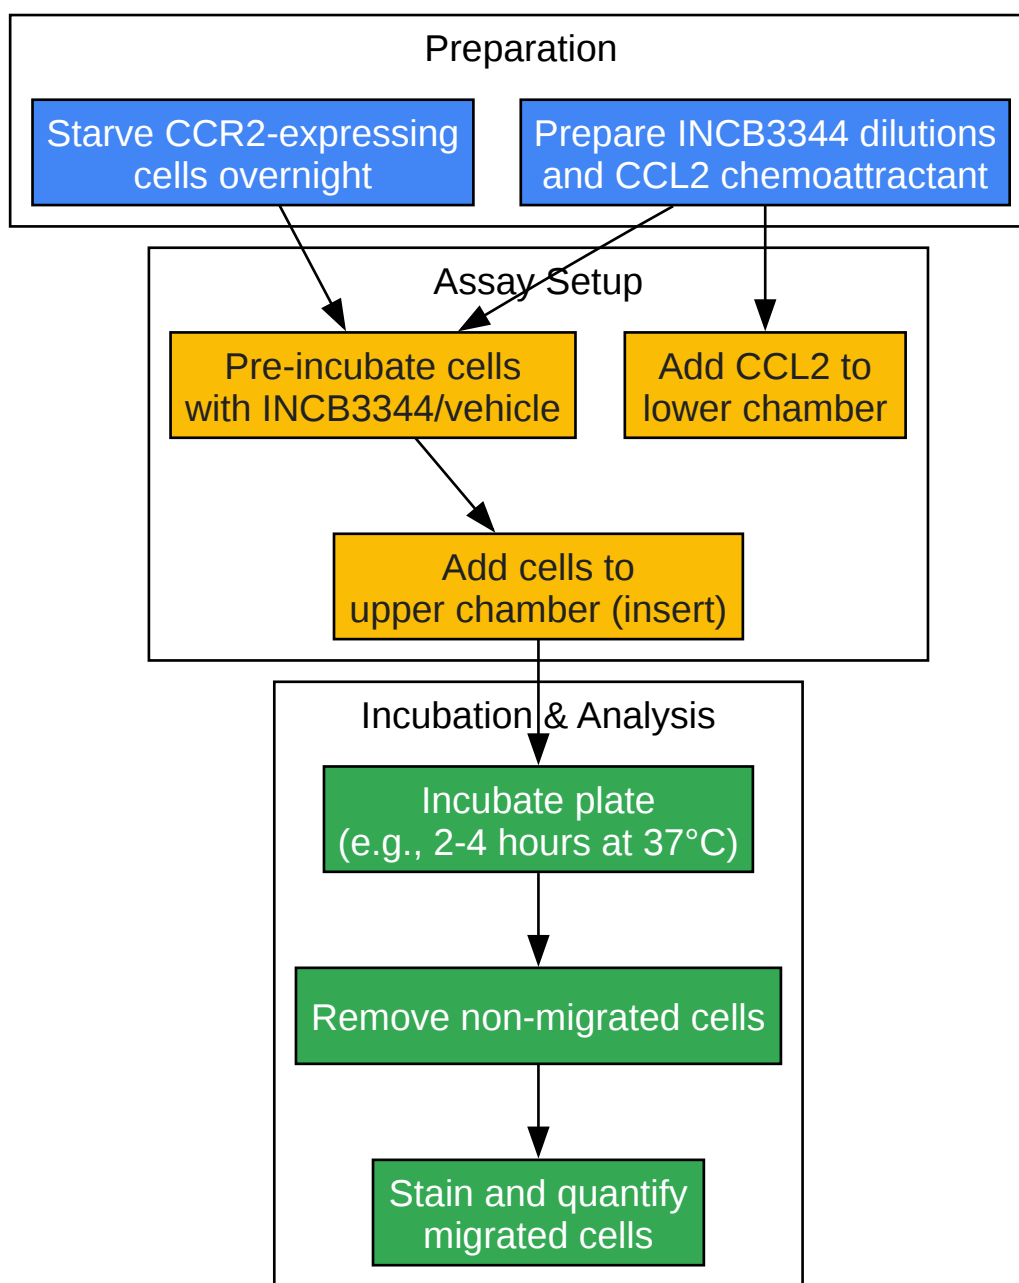 Preparation
Starve CCR2-expressing
cells overnight
Prepare INCB3344 dilutions
and CCL2 chemoattractant
Assay Setup
Pre-incubate cells
with INCB3344/vehicle
Add CCL2 to
lower chamber
Add cells to
upper chamber (insert)
Incubation & Analysis
Incubate plate
(e.g., 2-4 hours at 37°C)
Remove non-migrated cells
Stain and quantify
migrated cells